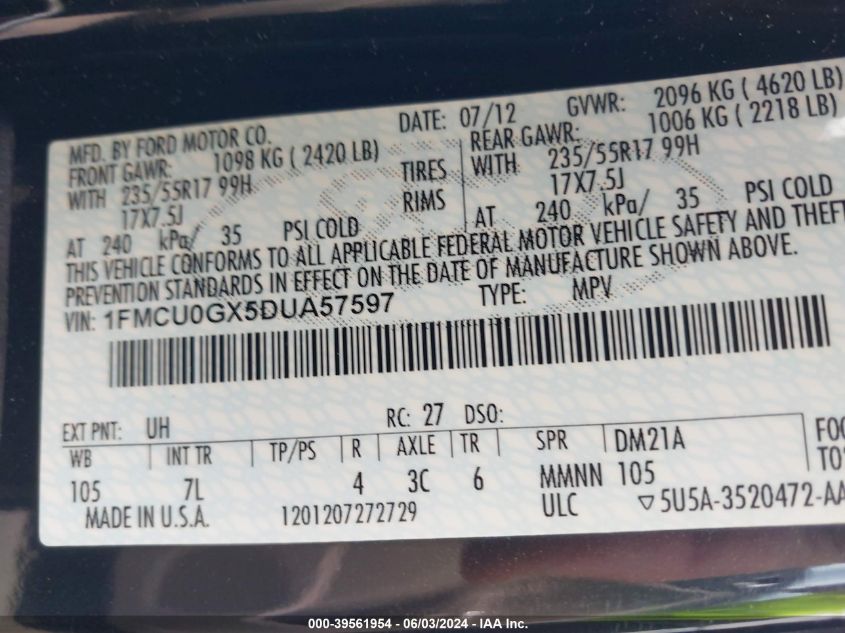 MFD. BY FORD MOTOR CO. DATE: 07/12 GVWR: 2096 KG ( 4620 LB)
FRONT GAWR: 1098 KG ( 2420 LB) REAR GAWR: 1006 KG ( 2218 LB)
WITH 235/55R17 99H TIRES WITH 235/55R17 99H
17X7.5J RIMS 17X7.5J
AT 240 kPa/ 35 PSI COLD AT 240 kPa/ 35 PSI COLD
THIS VEHICLE CONFORMS TO ALL APPLICABLE FEDERAL MOTOR VEHICLE SAFETY AND THEFT
PREVENTION STANDARDS IN EFFECT ON THE DATE OF MANUFACTURE SHOWN ABOVE.
VIN: 1FMCU0GX5DUA57597 TYPE: MPV
EXT PNT: UH RC: 27 DSO:
WB INT TR TP/PS R AXLE TR SPR DM21A FOC
105 7L 4 3C 6 MMNN 105 TO
MADE IN U.S.A. 1201207272729 ULC ▽5U5A-3520472-AA
000-39561954 - 06/03/2024 - IAA Inc.